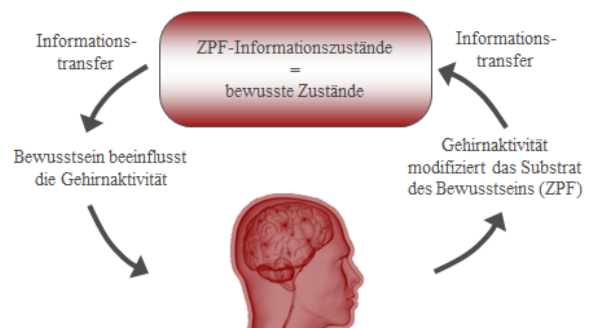 Informations-
transfer
ZPF-Informationszustände
=
bewusste Zustände
Informations-
transfer
Bewusstsein beeinflusst
die Gehirnaktivität
Gehirnaktivität
modifiziert das Substrat
des Bewusstseins (ZPF)